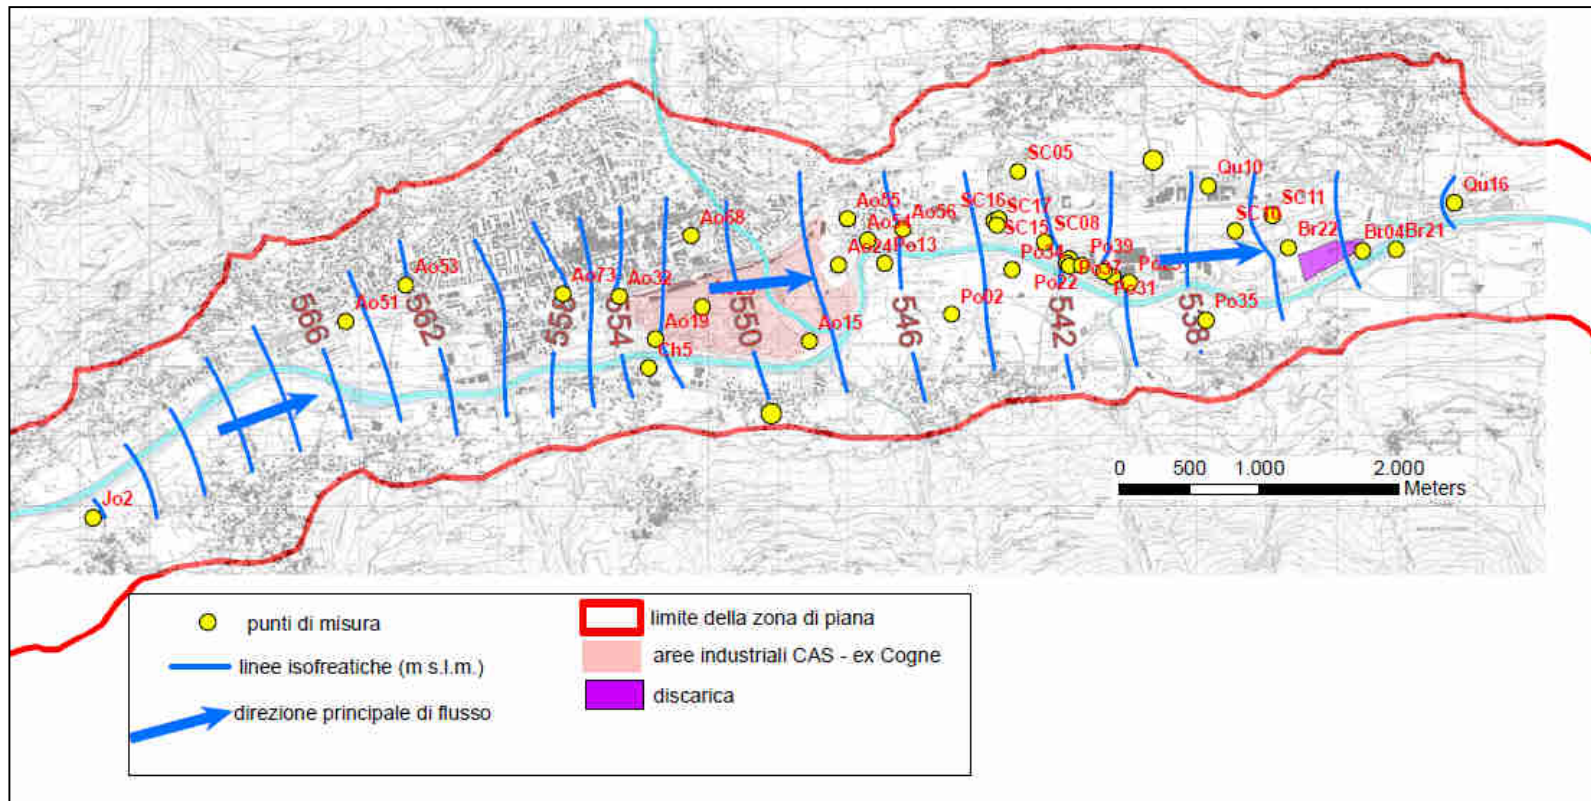 SC05
Qu10
Qu16
Ao55
Ao54
Ao56
SC16
SC17
SC15
SC08
SC10
SC11
Ao68
Ao24
Po13
Po34
Po39
Br22
Br04
Br21
Ao53
Ao73
Ao32
Po37
Po22
Po31
Po35
Ao51
Po02
Ao19
Ao15
Ch5
Jo2
566
562
556
554
550
546
542
538
0 500 1.000 2.000
Meters
punti di misura
linee isofreatiche (m s.l.m.)
direzione principale di flusso
limite della zona di piana
aree industriali CAS - ex Cogne
discarica